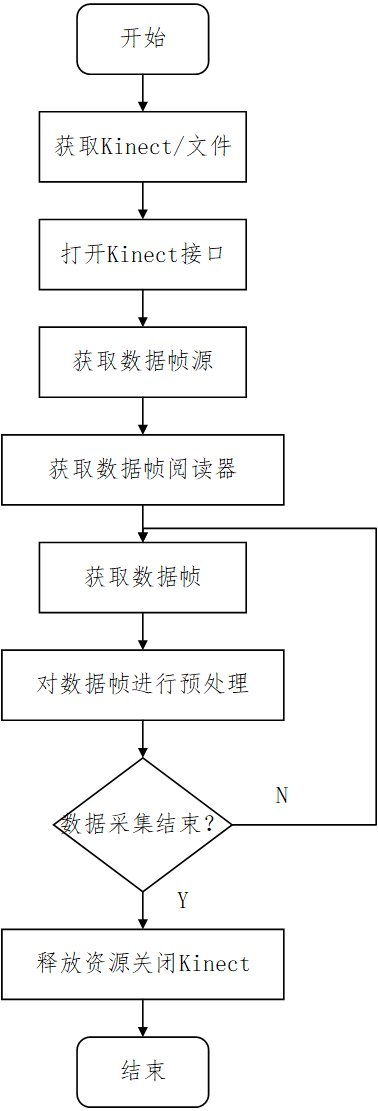 开始
获取Kinect/文件
打开Kinect接口
获取数据帧源
获取数据帧阅读器
获取数据帧
对数据帧进行预处理
数据采集结束？
N
Y
释放资源关闭Kinect
结束